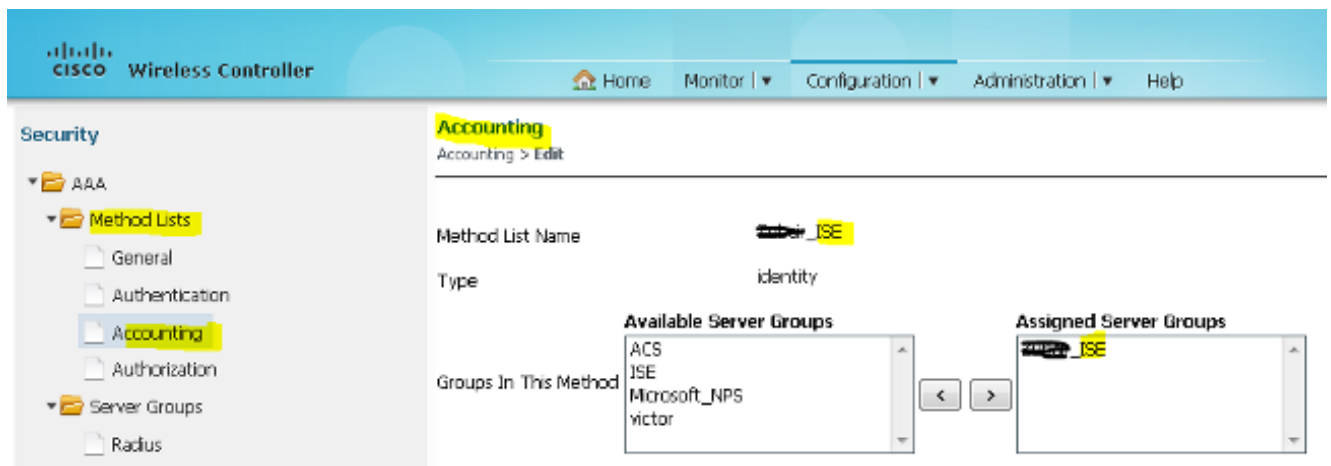 CISCO Wireless Controller
Home Monitor Configuration Administration Help
Security
AAA
Method Lists
General
Authentication
Accounting
Authorization
Server Groups
Radius
Accounting
Accounting > Edit
Method List Name _ISE
Type identity
Available Server Groups Assigned Server Groups
Groups In This Method
ACS
ISE
Microsoft_NPS
victor
< >
_ISE